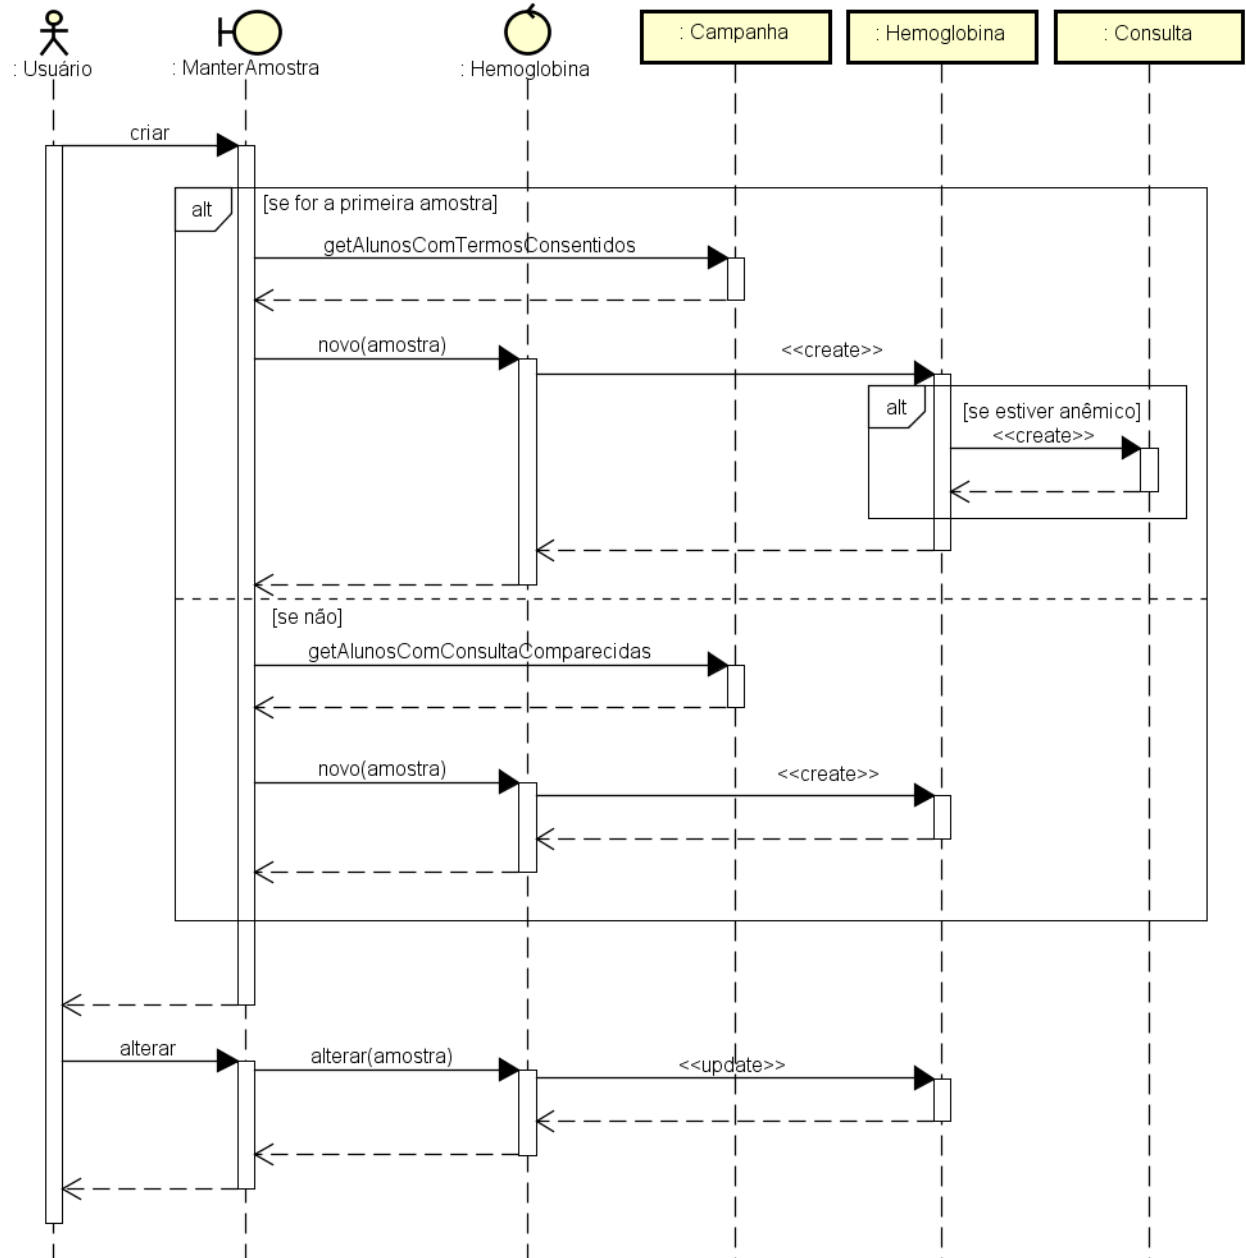 : Usuário
: ManterAmostra
: Hemoglobina
: Campanha
: Hemoglobina
: Consulta
criar
alt
[se for a primeira amostra]
getAlunosComTermosConsentidos
novo(amostra)
<<create>>
alt
[se estiver anêmico]
<<create>>
[se não]
getAlunosComConsultaComparecidas
novo(amostra)
<<create>>
alterar
alterar(amostra)
<<update>>